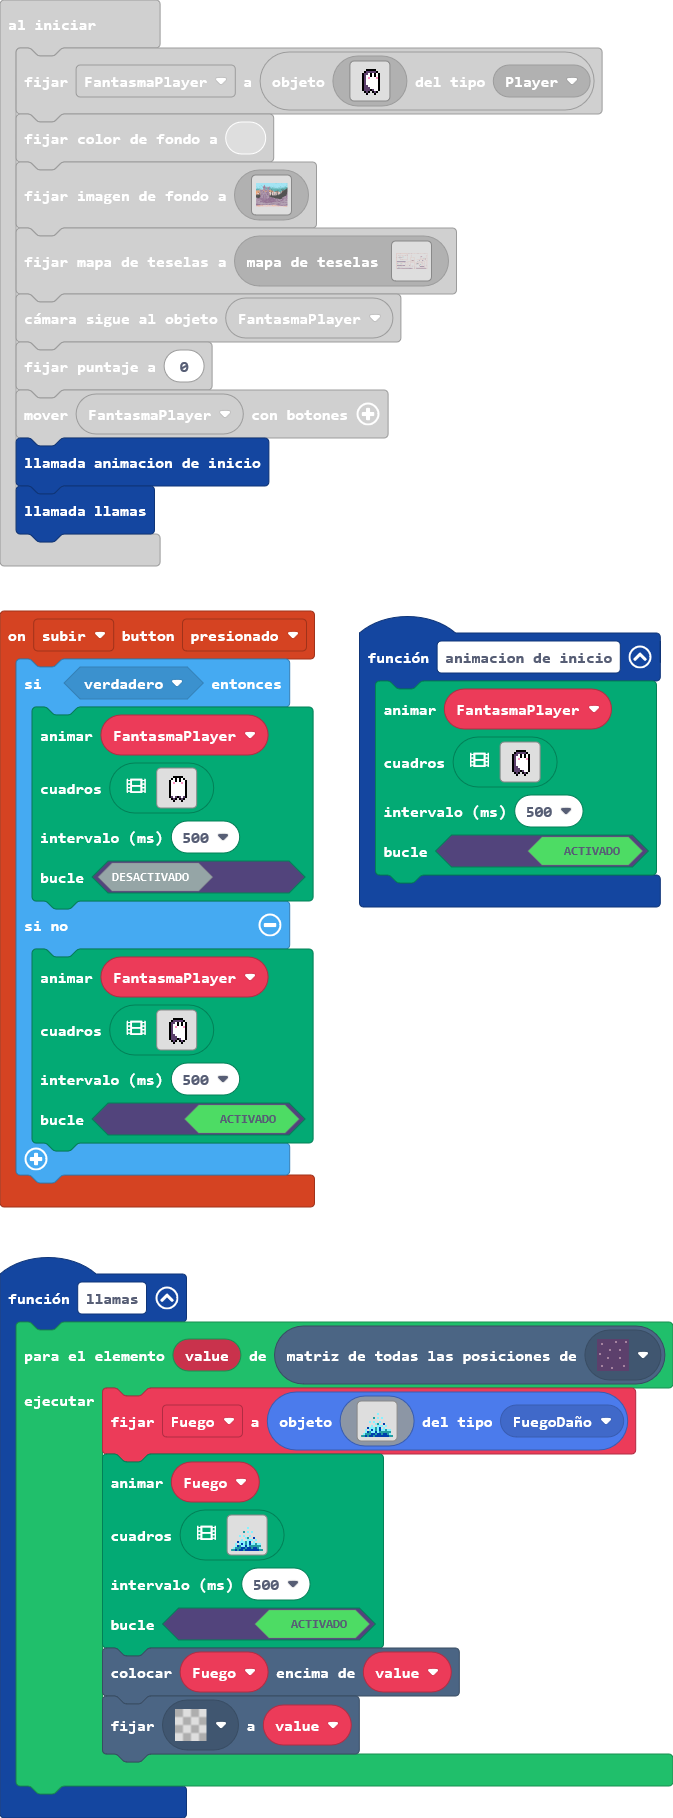 al iniciar
fijar FantasmaPlayer a objeto del tipo Player
fijar color de fondo a
fijar imagen de fondo a
fijar mapa de teselas a mapa de teselas
cámara sigue al objeto FantasmaPlayer
fijar puntaje a 0
mover FantasmaPlayer con botones
llamada animacion de inicio
llamada llamas
on subir button presionado
si verdadero entonces
animar FantasmaPlayer
cuadros
intervalo (ms) 500
bucle DESACTIVADO
si no
animar FantasmaPlayer
cuadros
intervalo (ms) 500
bucle ACTIVADO
función animacion de inicio
animar FantasmaPlayer
cuadros
intervalo (ms) 500
bucle ACTIVADO
función llamas
para el elemento value de matriz de todas las posiciones de
ejecutar
fijar Fuego a objeto del tipo FuegoDaño
animar Fuego
cuadros
intervalo (ms) 500
bucle ACTIVADO
colocar Fuego encima de value
fijar a value